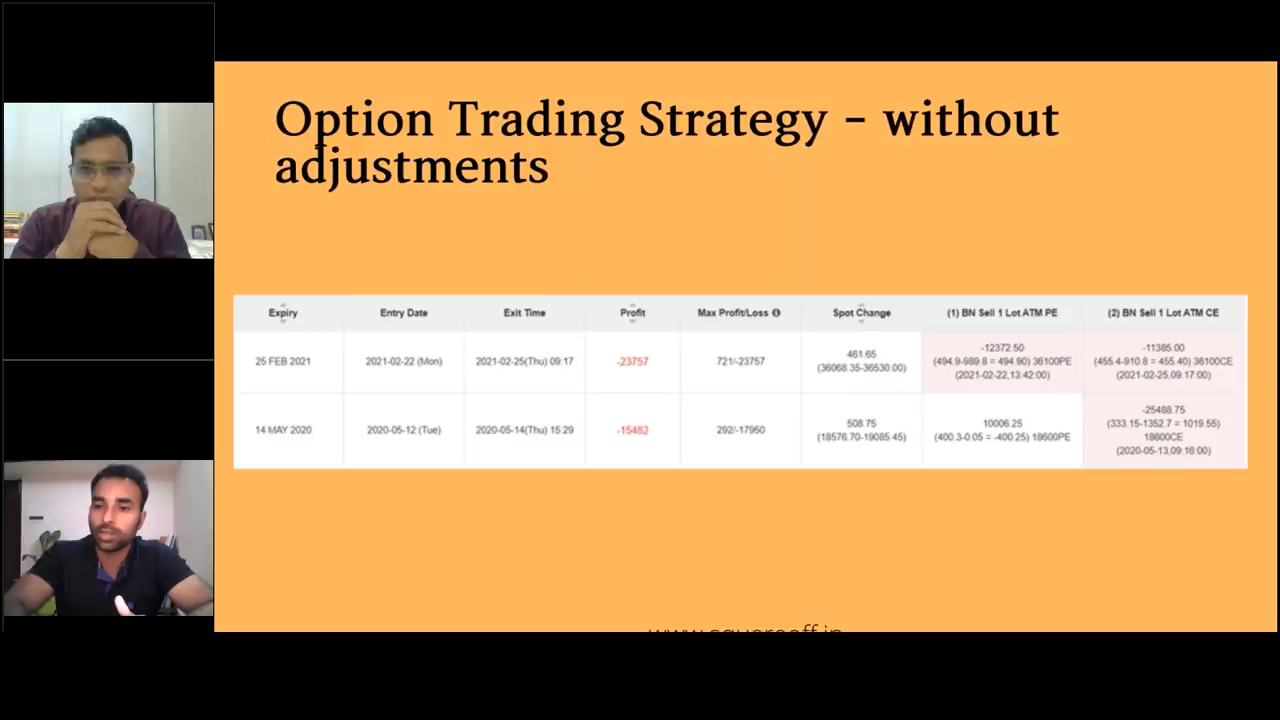 Option Trading Strategy - without
adjustments
Expiry Entry Date Exit Time Profit Max Profit/Loss Spot Change (1) BN Sell 1 Lot ATM PE (2) BN Sell 1 Lot ATM CE
25 FEB 2021 2021-02-22 (Mon) 2021-02-25(Thu) 09:17 -23757 721/-23757
461.65
(36068.35-36530.00)
-12372.50
(494.9-989.8 = 494.90) 36100PE
(2021-02-22,13:42:00)
-11385.00
(455.4-910.8 = 455.40) 36100CE
(2021-02-25,09:17:00)
14 MAY 2020 2020-05-12 (Tue) 2020-05-14(Thu) 15:29 -15482 292/-17950
508.75
(18576.70-19085.45)
10006.25
(400.3-0.05 = -400.25) 18600PE
-25488.75
(333.15-1352.7 = 1019.55)
18600CE
(2020-05-13,09:16:00)
www.squareoff.in